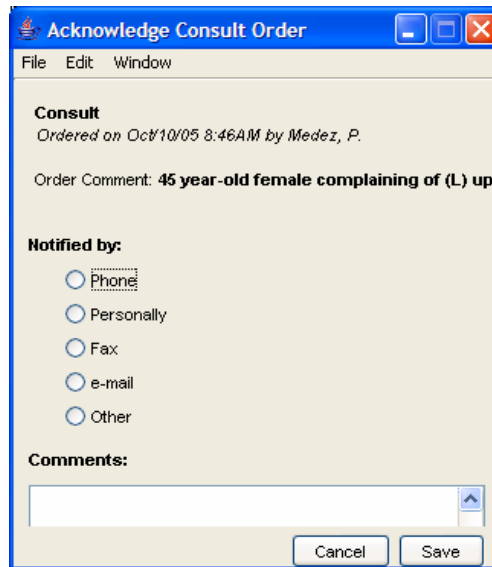 Acknowledge Consult Order
File Edit Window
Consult
Ordered on Oct/10/05 8:46AM by Medez, P.
Order Comment: 45 year-old female complaining of (L) up
Notified by:
Phone
Personally
Fax
e-mail
Other
Comments:
Cancel Save